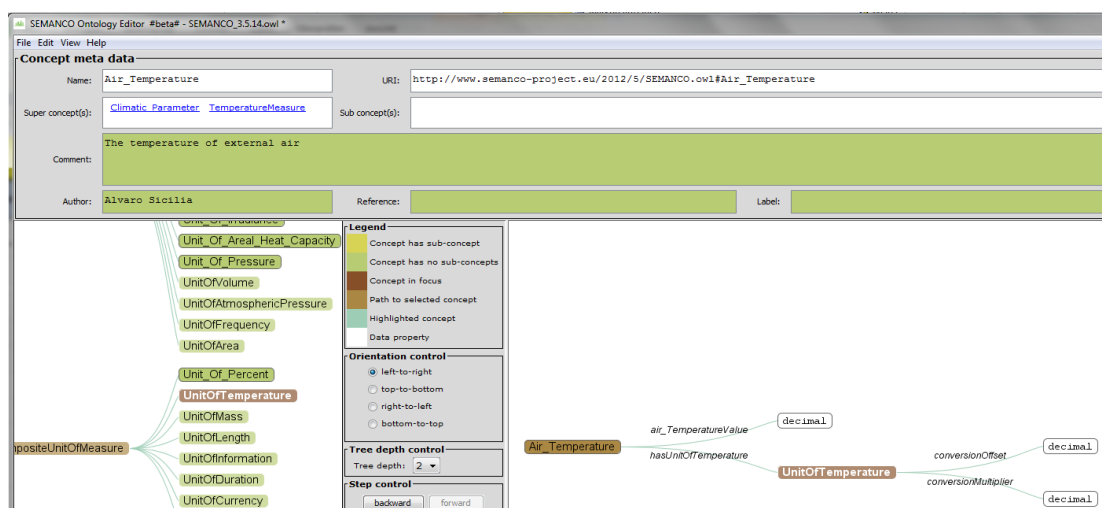 SEMANCO Ontology Editor #beta# - SEMANCO_3.5.14.owl *
File Edit View Help
Concept meta data
Name: Air_Temperature URI: http://www.semanco-project.eu/2012/5/SEMANCO.owl#Air_Temperature
Super concept(s): Climatic_Parameter TemperatureMeasure Sub concept(s):
Comment: The temperature of external air
Author: Alvaro Sicilia Reference: Label:
Unit_Of_Irradiance
Unit_Of_Areal_Heat_Capacity
Unit_Of_Pressure
UnitOfVolume
UnitOfAtmosphericPressure
UnitOfFrequency
UnitOfArea
Unit_Of_Percent
UnitOfTemperature
UnitOfMass
UnitOfLength
UnitOfInformation
UnitOfDuration
UnitOfCurrency
mpositeUnitOfMeasure
Legend
Concept has sub-concept
Concept has no sub-concepts
Concept in focus
Path to selected concept
Highlighted concept
Data property
Orientation control
left-to-right
top-to-bottom
right-to-left
bottom-to-top
Tree depth control
Tree depth: 2
Step control
backward forward
Air_Temperature
air_TemperatureValue
decimal
hasUnitOfTemperature
UnitOfTemperature
conversionOffset
decimal
conversionMultiplier
decimal